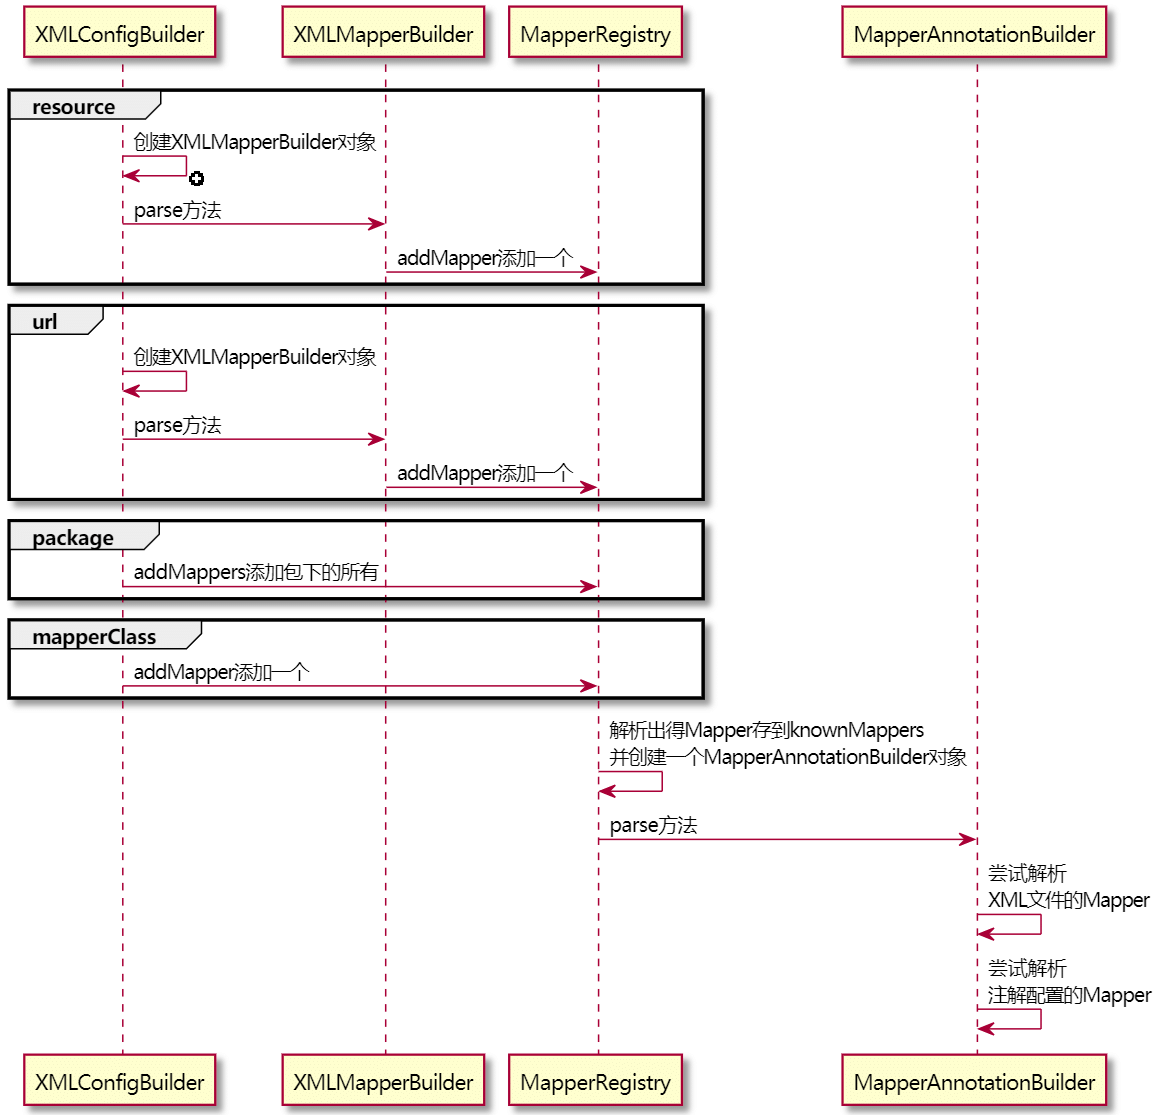 XMLConfigBuilder
XMLMapperBuilder
MapperRegistry
MapperAnnotationBuilder
resource
创建XMLMapperBuilder对象
parse方法
addMapper添加一个
url
创建XMLMapperBuilder对象
parse方法
addMapper添加一个
package
addMappers添加包下的所有
mapperClass
addMapper添加一个
解析出得Mapper存到knownMappers
并创建一个MapperAnnotationBuilder对象
parse方法
尝试解析
XML文件的Mapper
尝试解析
注解配置的Mapper
XMLConfigBuilder
XMLMapperBuilder
MapperRegistry
MapperAnnotationBuilder